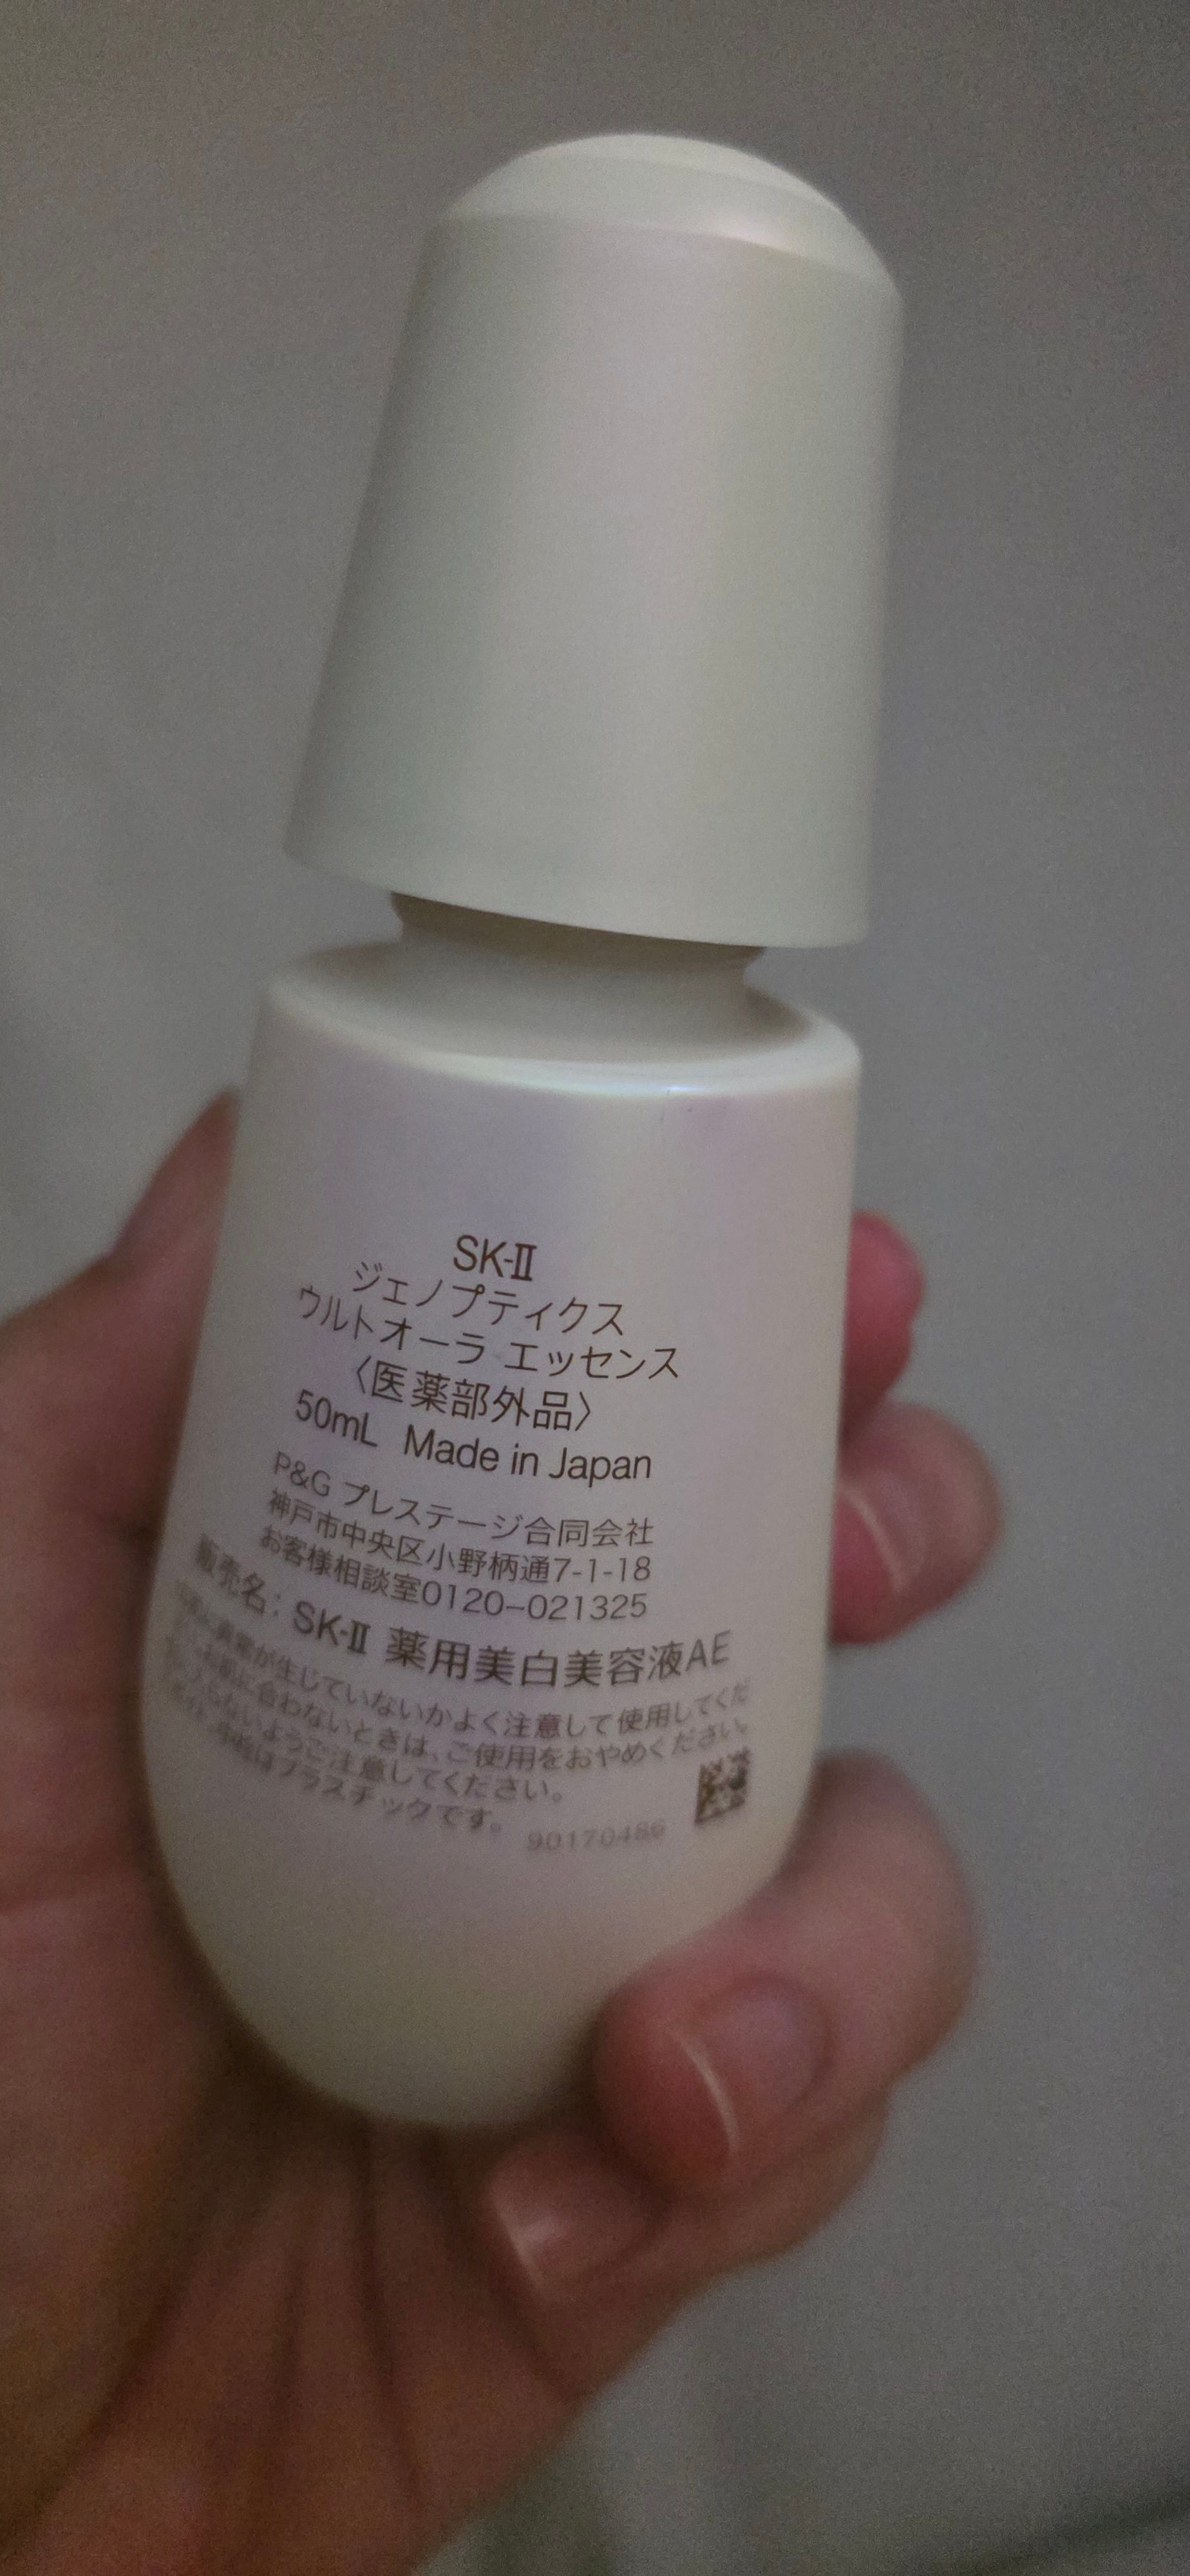 SK-II
ジェノプティクス
ウルトオーラ エッセンス
〈医薬部外品〉
50mL Made in Japan
P&G プレステージ合同会社
神戸市中央区小野柄通7-1-18
お客様相談室0120-021325
販売名: SK-II 薬用美白美容液AE
異常が生じていないかよく注意して使用してくだ
お肌に合わないときは、ご使用をおやめください。
入らないようご注意してください。
はプラスチックです。
90170486